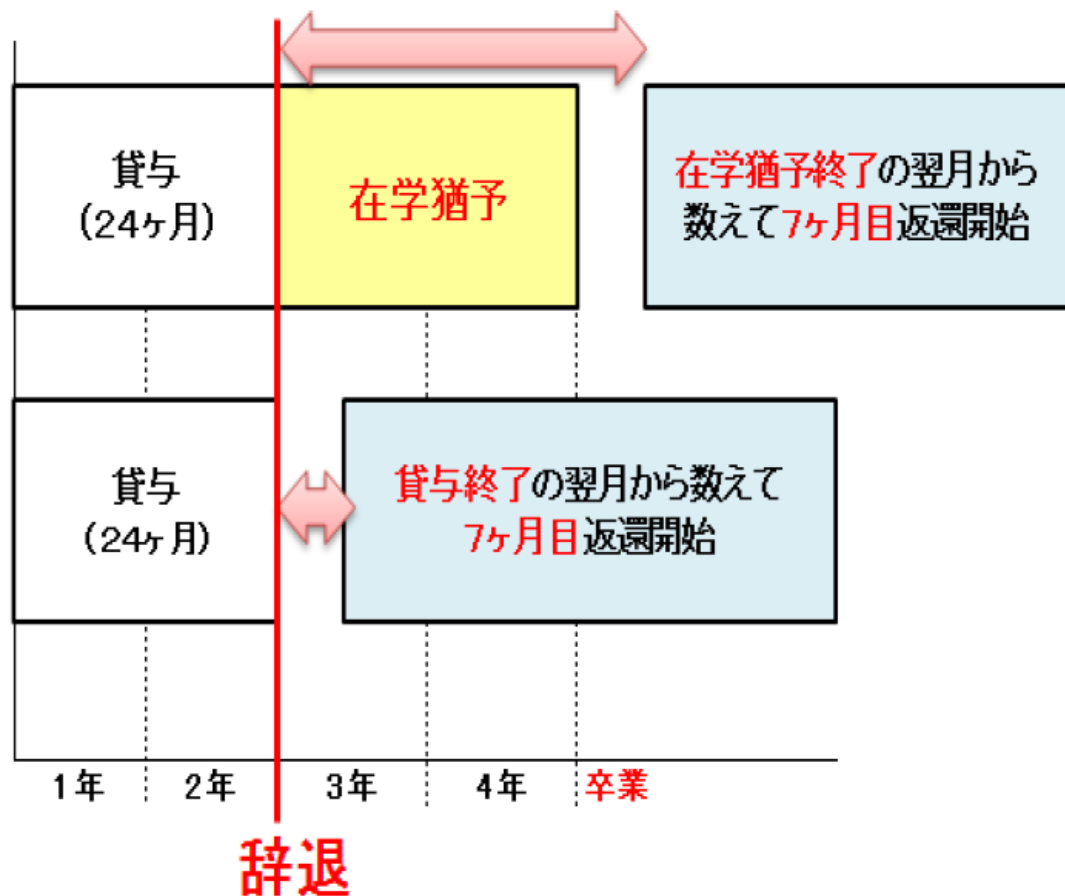 貸与
(24ヶ月)
在学猶予
在学猶予終了の翌月から
数えて7ヶ月目返還開始
貸与
(24ヶ月)
貸与終了の翌月から数えて
7ヶ月目返還開始
1年 2年 3年 4年 卒業
辞退